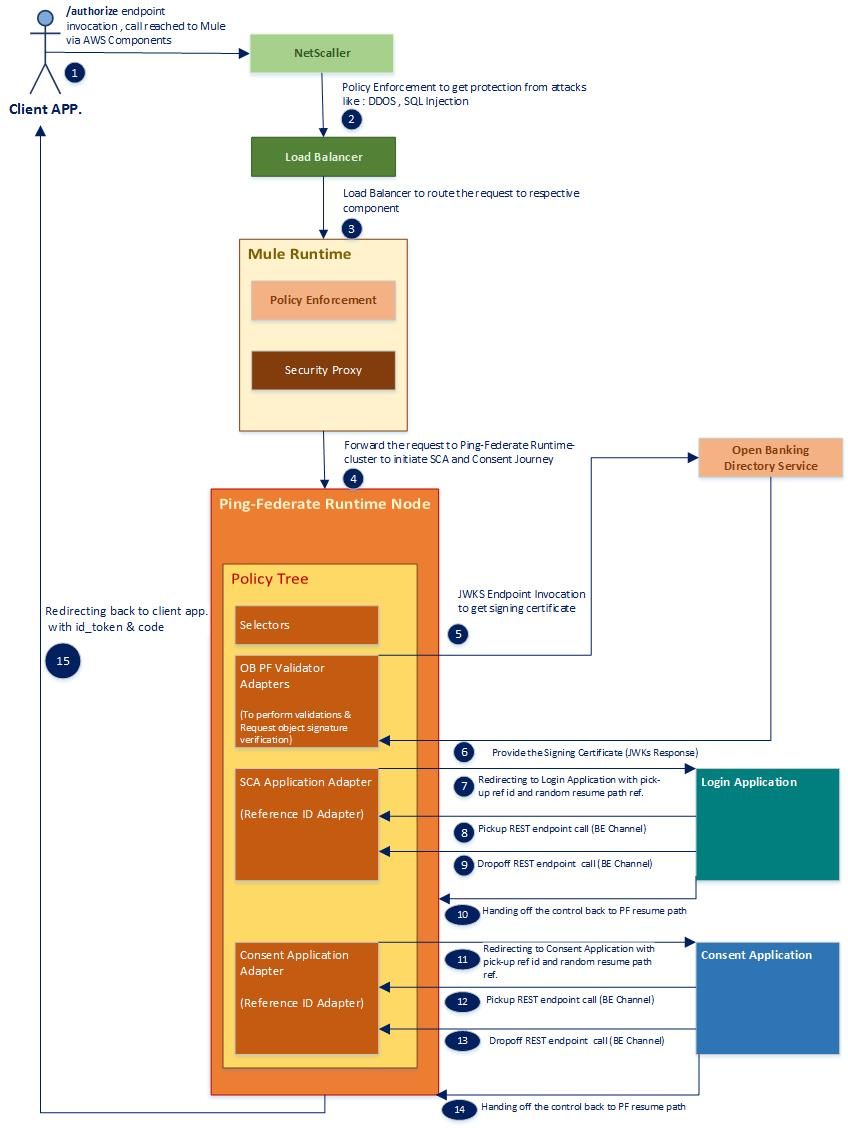 /authorize endpoint
invocation , call reached to Mule
via AWS Components
1
Client APP.
NetScaller
Policy Enforcement to get protection from attacks
like : DDOS , SQL Injection
2
Load Balancer
Load Balancer to route the request to respective
component
3
Mule Runtime
Policy Enforcement
Security Proxy
Forward the request to Ping-Federate Runtime-
cluster to initiate SCA and Consent Journey
4
Open Banking
Directory Service
Ping-Federate Runtime Node
Policy Tree
Selectors
JWKS Endpoint Invocation
to get signing certificate
5
Redirecting back to client app.
with id_token & code
15
OB PF Validator
Adapters
(To perform validations &
Request object signature
verification)
6
Provide the Signing Certificate (JWKs Response)
SCA Application Adapter
(Reference ID Adapter)
7
Redirecting to Login Application with pick-
up ref id and random resume path ref.
Login Application
8
Pickup REST endpoint call (BE Channel)
9
Dropoff REST endpoint call (BE Channel)
10
Handing off the control back to PF resume path
Consent Application
Adapter
(Reference ID Adapter)
11
Redirecting to Consent Application with
pick-up ref id and random resume path
ref.
Consent Application
12
Pickup REST endpoint call (BE Channel)
13
Dropoff REST endpoint call (BE Channel)
14
Handing off the control back to PF resume path